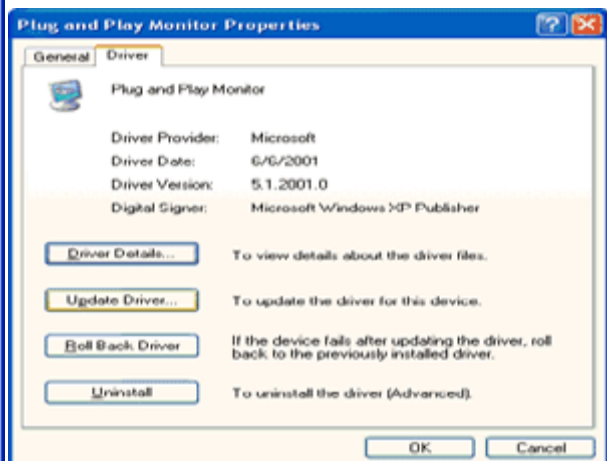 Plug and Play Monitor Properties
General Driver
Plug and Play Monitor
Driver Provider: Microsoft
Driver Date: 6/6/2001
Driver Version: 5.1.2001.0
Digital Signer: Microsoft Windows XP Publisher
Driver Details... To view details about the driver files.
Update Driver... To update the driver for this device.
Roll Back Driver If the device fails after updating the driver, roll
back to the previously installed driver.
Uninstall To uninstall the driver (Advanced).
OK Cancel